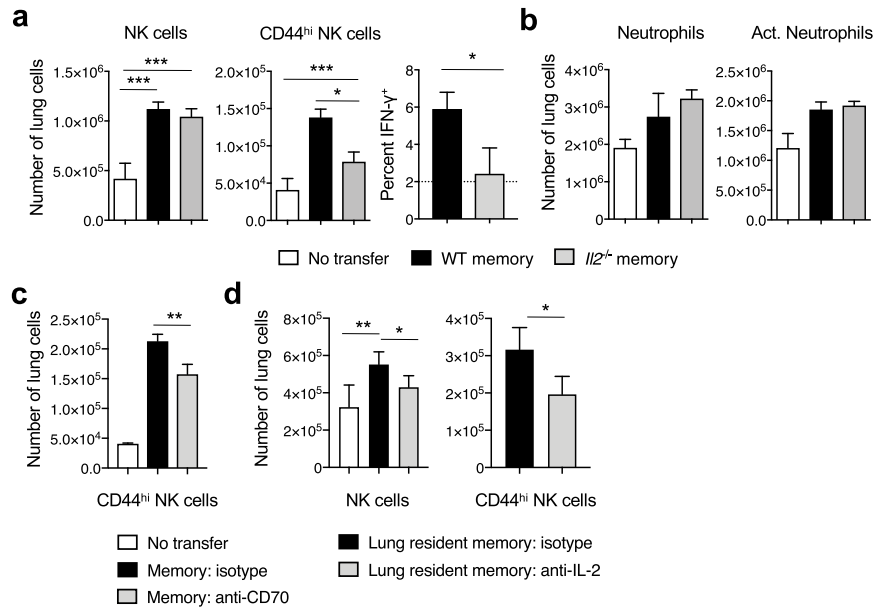 a
NK cells
CD44ʰⁱ NK cells
b
Neutrophils
Act. Neutrophils
Number of lung cells
1.5×10⁶
1.0×10⁶
5.0×10⁵
0.0
***
***
2.0×10⁵
1.5×10⁵
1.0×10⁵
5.0×10⁴
0.0
***
*
Percent IFN-γ⁺
8
6
4
2
0
*
Number of lung cells
4×10⁶
3×10⁶
2×10⁶
1×10⁶
0
2.5×10⁶
2.0×10⁶
1.5×10⁶
1.0×10⁶
5.0×10⁵
0.0
No transfer
WT memory
Il2⁻/⁻ memory
c
Number of lung cells
2.5×10⁵
2.0×10⁵
1.5×10⁵
1.0×10⁵
5.0×10⁴
0.0
**
CD44ʰⁱ NK cells
d
Number of lung cells
8×10⁵
6×10⁵
4×10⁵
2×10⁵
0
**
*
NK cells
4×10⁵
3×10⁵
2×10⁵
1×10⁵
0
*
CD44ʰⁱ NK cells
No transfer
Memory: isotype
Memory: anti-CD70
Lung resident memory: isotype
Lung resident memory: anti-IL-2